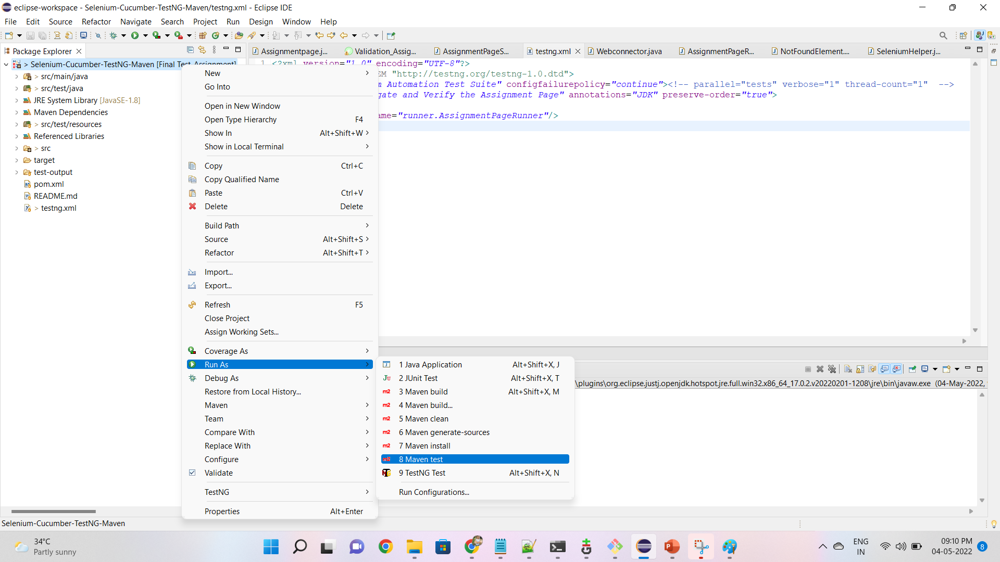 eclipse-workspace - Selenium-Cucumber-TestNG-Maven/testng.xml - Eclipse IDE
File Edit Source Refactor Navigate Search Project Run Design Window Help
Package Explorer
Assignmentpage.j... Validation_Assig... AssignmentPageS... testng.xml Webconnector.java AssignmentPageR... NotFoundElement.... SeleniumHelper.j...
> Selenium-Cucumber-TestNG-Maven [Final Test Assignment]
> src/main/java
> src/test/java
JRE System Library [JavaSE-1.8]
Maven Dependencies
> src/test/resources
Referenced Libraries
> src
target
test-output
pom.xml
README.md
> testng.xml
1 <?xml version="1.0" encoding="UTF-8"?>
EM "http://testng.org/testng-1.0.dtd">
m Automation Test Suite" configfailurepolicy="continue"><!-- parallel="tests" verbose="1" thread-count="1" -->
gate and Verify the Assignment Page" annotations="JDK" preserve-order="true">
ame="runner.AssignmentPageRunner"/>
New
Go Into
Open in New Window
Open Type Hierarchy F4
Show In Alt+Shift+W
Show in Local Terminal
Copy Ctrl+C
Copy Qualified Name
Paste Ctrl+V
Delete Delete
Build Path
Source Alt+Shift+S
Refactor Alt+Shift+T
Import...
Export...
Refresh F5
Close Project
Assign Working Sets...
Coverage As
Run As
Debug As
Restore from Local History...
Maven
Team
Compare With
Replace With
Configure
Validate
TestNG
Properties Alt+Enter
1 Java Application Alt+Shift+X, J
2 JUnit Test Alt+Shift+X, T
3 Maven build Alt+Shift+X, M
4 Maven build...
5 Maven clean
6 Maven generate-sources
7 Maven install
8 Maven test
9 TestNG Test Alt+Shift+X, N
Run Configurations...
\plugins\org.eclipse.justj.openjdk.hotspot.jre.full.win32.x86_64_17.0.2.v20220201-1208\jre\bin\javaw.exe (04-May-2022,
Selenium-Cucumber-TestNG-Maven
34°C
Partly sunny
ENG
IN
09:10 PM
04-05-2022
8